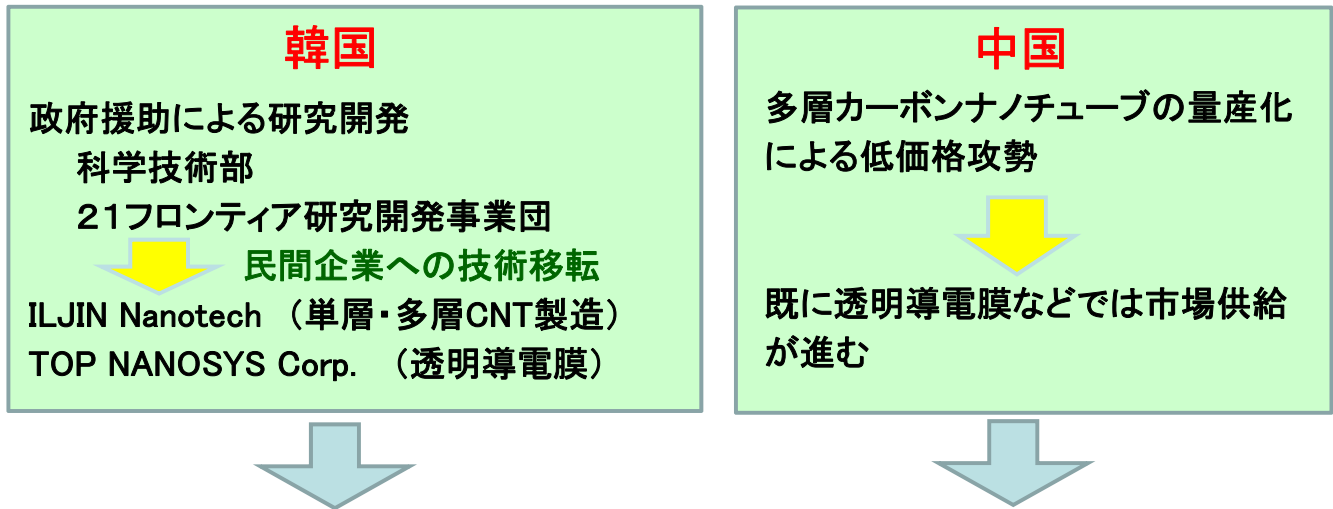 韓国
政府援助による研究開発
科学技術部
２１フロンティア研究開発事業団
民間企業への技術移転
ILJIN Nanotech （単層・多層CNT製造）
TOP NANOSYS Corp. （透明導電膜）
中国
多層カーボンナノチューブの量産化
による低価格攻勢
既に透明導電膜などでは市場供給
が進む